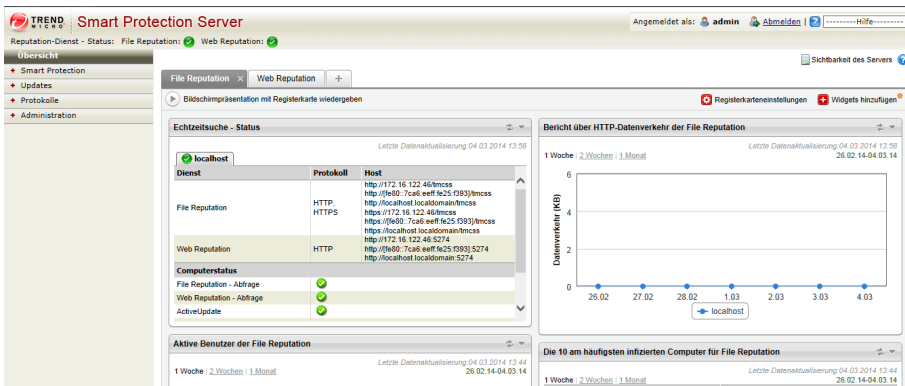 TREND MICRO Smart Protection Server
Angemeldet als: admin Abmelden | ---------Hilfe---------
Reputation-Dienst - Status: File Reputation: Web Reputation:
Übersicht
Smart Protection
Updates
Protokolle
Administration
Sichtbarkeit des Servers
File Reputation × Web Reputation +
Bildschirmpräsentation mit Registerkarte wiedergeben
Registerkarteneinstellungen Widgets hinzufügen
Echtzeitsuche - Status
Letzte Datenaktualisierung:04.03.2014 13:58
localhost
Dienst Protokoll Host
File Reputation
HTTP,
HTTPS
http://172.16.122.46/tmcss
http://[fe80::7ca6:eeff:fe25:f393]/tmcss
http://localhost.localdomain/tmcss
https://172.16.122.46/tmcss
https://[fe80::7ca6:eeff:fe25:f393]/tmcss
https://localhost.localdomain/tmcss
Web Reputation
HTTP
http://172.16.122.46:5274
http://[fe80::7ca6:eeff:fe25:f393]:5274
http://localhost.localdomain:5274
Computerstatus
File Reputation - Abfrage
Web Reputation - Abfrage
ActiveUpdate
Bericht über HTTP-Datenverkehr der File Reputation
Letzte Datenaktualisierung:04.03.2014 13:58
1 Woche | 2 Wochen | 1 Monat 26.02.14-04.03.14
Datenverkehr (KB)
6
4
2
0
26.02 27.02 28.02 1.03 2.03 3.03 4.03
localhost
Aktive Benutzer der File Reputation
Letzte Datenaktualisierung:04.03.2014 13:44
1 Woche | 2 Wochen | 1 Monat 26.02.14-04.03.14
Die 10 am häufigsten infizierten Computer für File Reputation
Letzte Datenaktualisierung:04.03.2014 13:44
1 Woche | 2 Wochen | 1 Monat 26.02.14-04.03.14